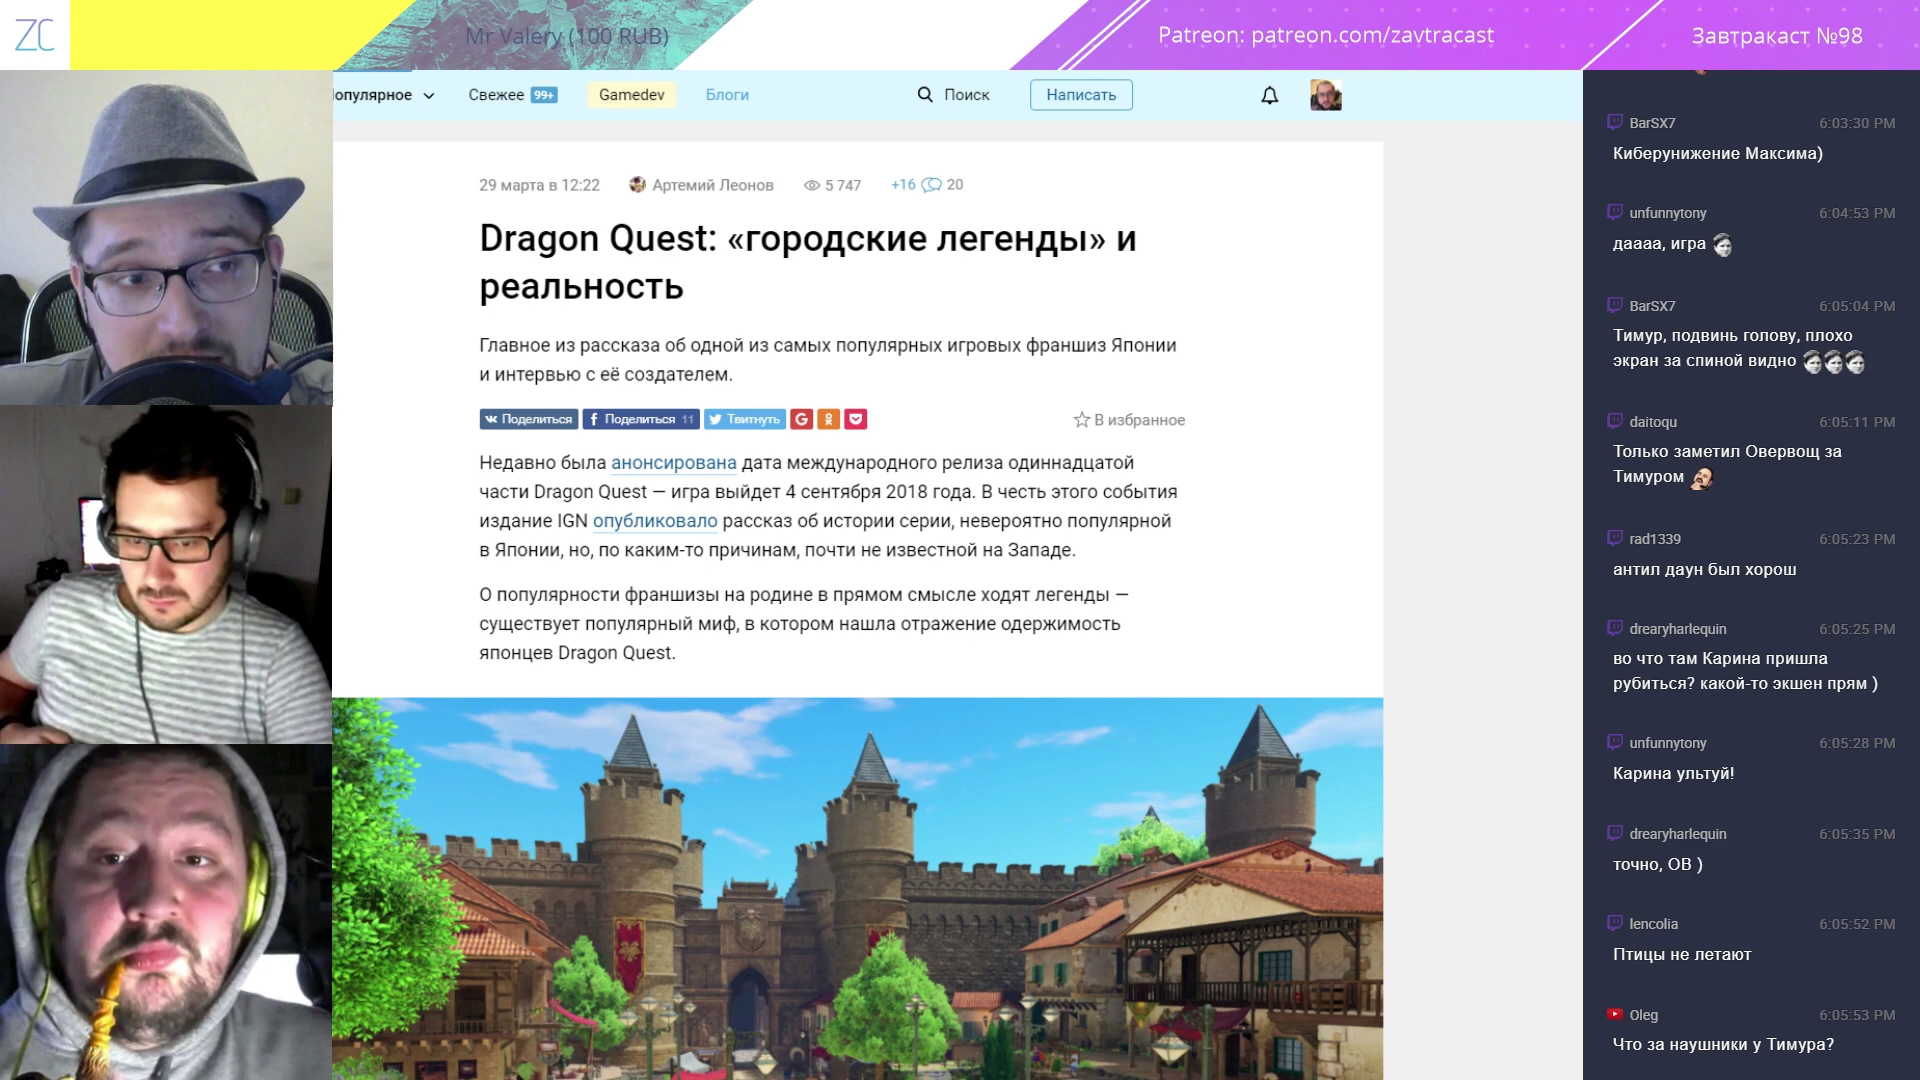 ZC
Mr Valery (100 RUB)
Patreon: patreon.com/zavtracast
Завтракаст №98
опулярное
Свежее 99+
Gamedev
Блоги
Поиск
Написать
29 марта в 12:22 Артемий Леонов 5 747 +16 20
Dragon Quest: «городские легенды» и
реальность
Главное из рассказа об одной из самых популярных игровых франшиз Японии
и интервью с её создателем.
Поделиться Поделиться 11 Твитнуть
В избранное
Недавно была анонсирована дата международного релиза одиннадцатой
части Dragon Quest — игра выйдет 4 сентября 2018 года. В честь этого события
издание IGN опубликовало рассказ об истории серии, невероятно популярной
в Японии, но, по каким-то причинам, почти не известной на Западе.
О популярности франшизы на родине в прямом смысле ходят легенды —
существует популярный миф, в котором нашла отражение одержимость
японцев Dragon Quest.
BarSX7 6:03:30 PM
Киберунижение Максима)
unfunnytony 6:04:53 PM
даааа, игра
BarSX7 6:05:04 PM
Тимур, подвинь голову, плохо
экран за спиной видно
daitoqu 6:05:11 PM
Только заметил Овервощ за
Тимуром
rad1339 6:05:23 PM
антил даун был хорош
drearyharlequin 6:05:25 PM
во что там Карина пришла
рубиться? какой-то экшен прям )
unfunnytony 6:05:28 PM
Карина ультуй!
drearyharlequin 6:05:35 PM
точно, ОВ )
lencolia 6:05:52 PM
Птицы не летают
Oleg 6:05:53 PM
Что за наушники у Тимура?